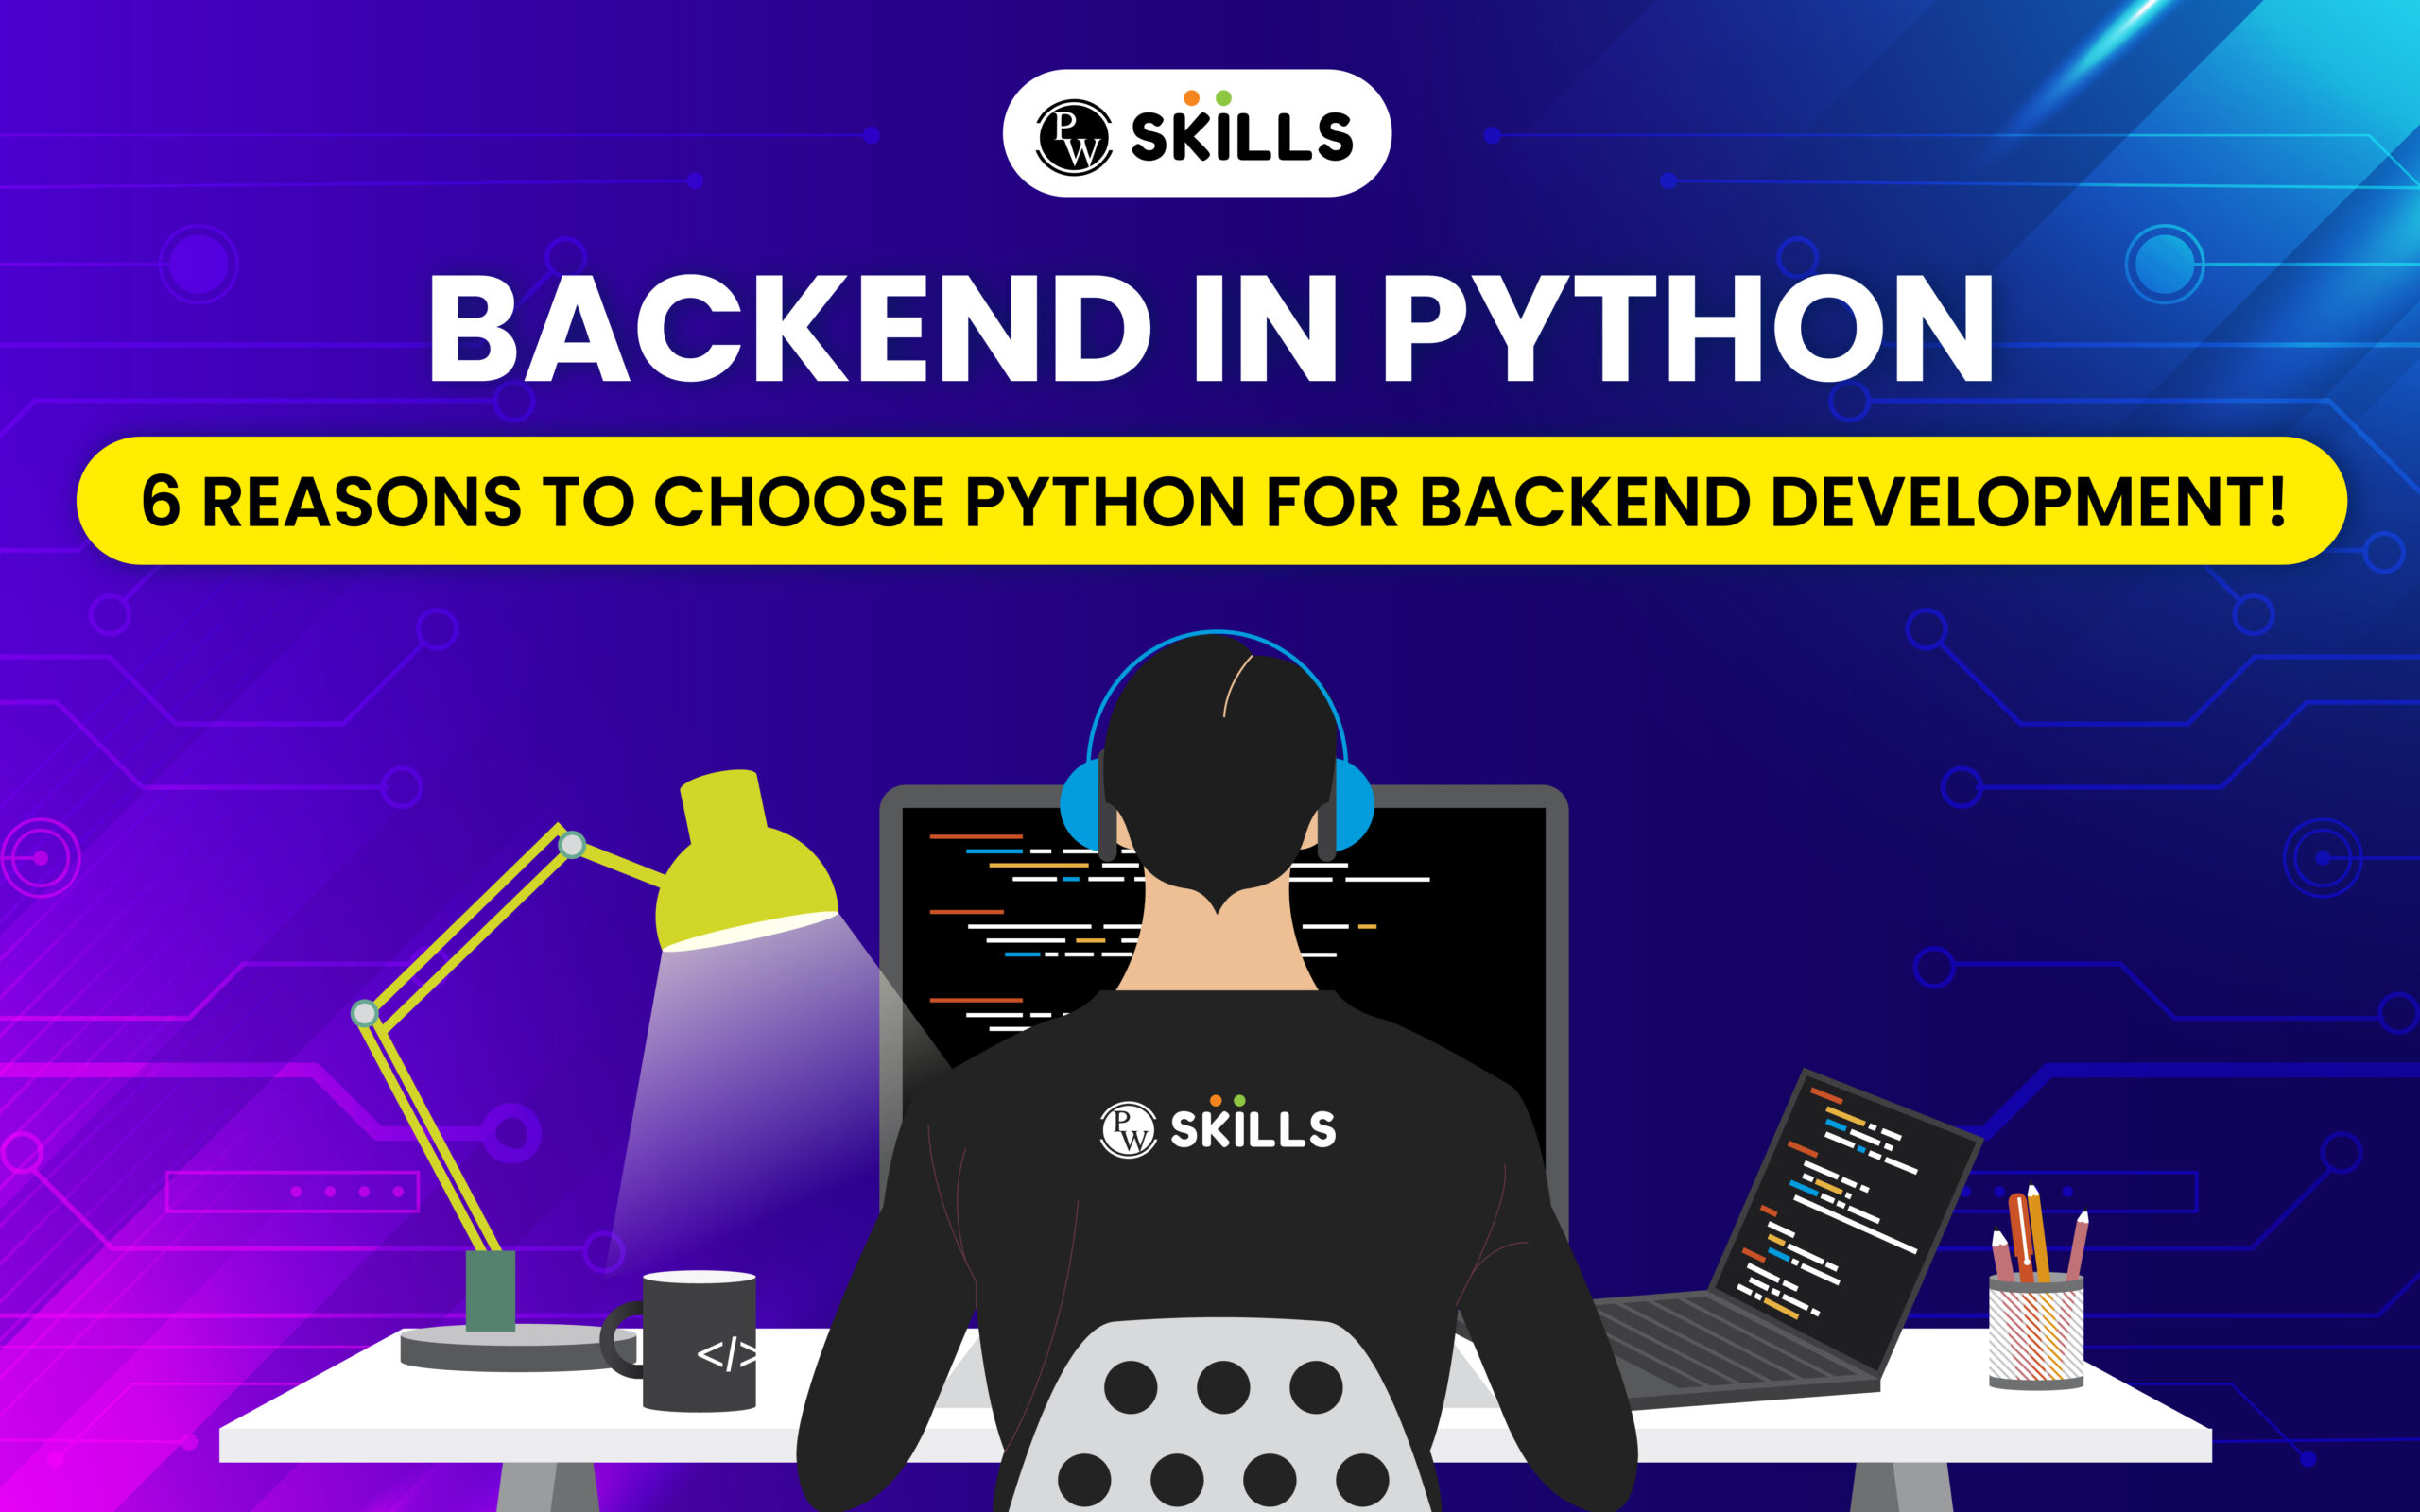 PW SKILLS
BACKEND IN PYTHON
6 REASONS TO CHOOSE PYTHON FOR BACKEND DEVELOPMENT!
PW SKILLS
</>